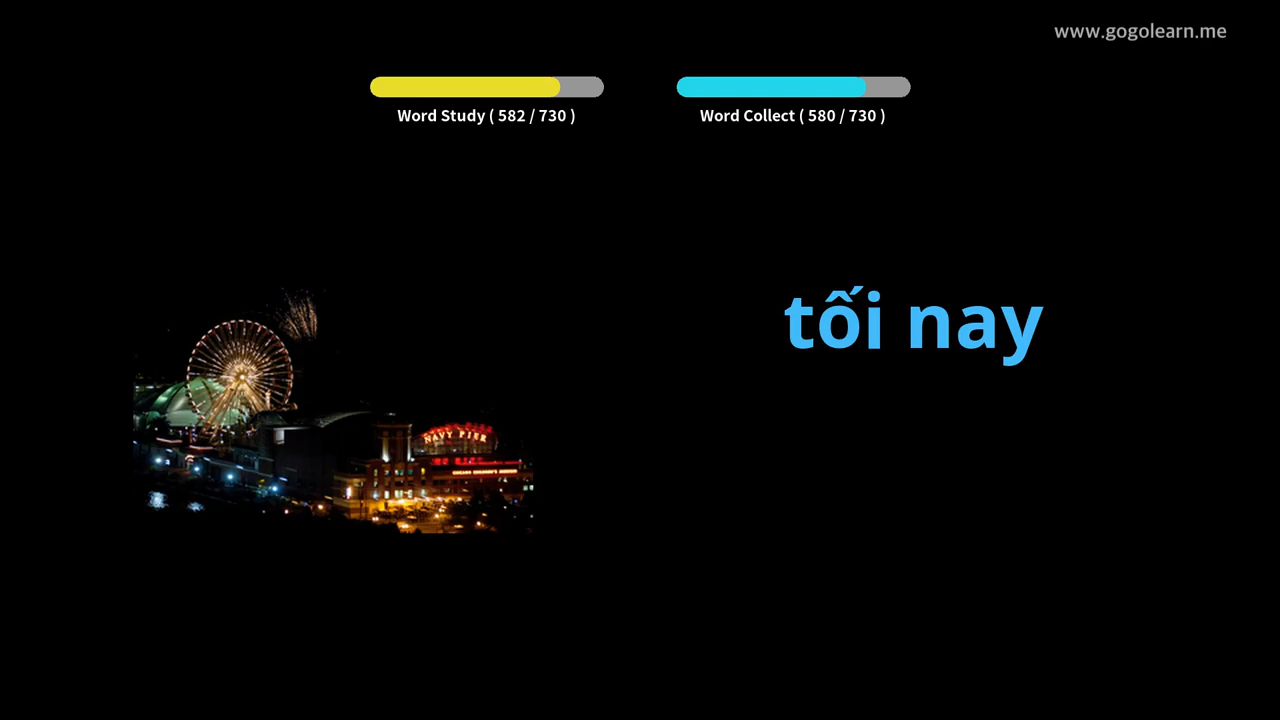 www.gogolearn.me
Word Study ( 582 / 730 )
Word Collect ( 580 / 730 )
tối nay
NAVY PIER